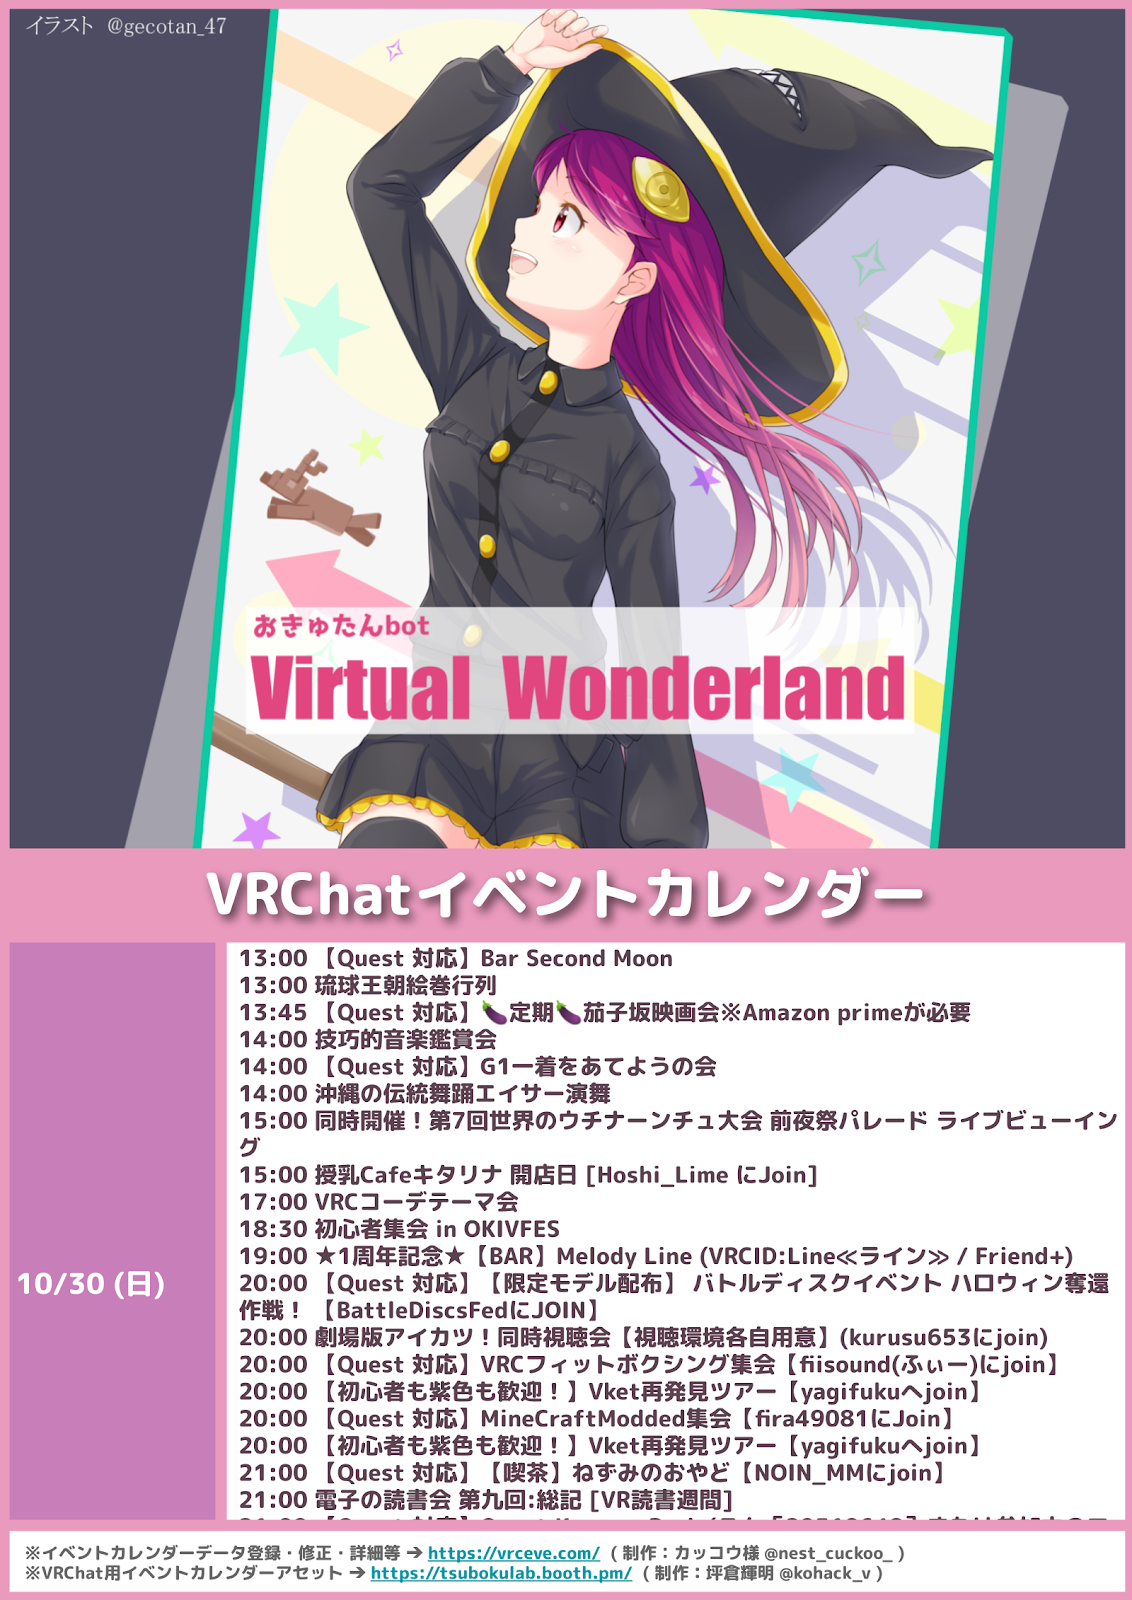 イラスト @gecotan_47
おきゅたんbot
Virtual Wonderland
VRChatイベントカレンダー
10/30 (日)
13:00 【Quest 対応】Bar Second Moon
13:00 琉球王朝絵巻行列
13:45 【Quest 対応】🍆定期🍆茄子坂映画会※Amazon primeが必要
14:00 技巧的音楽鑑賞会
14:00 【Quest 対応】G1一着をあてようの会
14:00 沖縄の伝統舞踊エイサー演舞
15:00 同時開催！第7回世界のウチナーンチュ大会 前夜祭パレード ライブビューイン
グ
15:00 授乳Cafeキタリナ 開店日 [Hoshi_Lime にJoin]
17:00 VRCコーデテーマ会
18:30 初心者集会 in OKIVFES
19:00 ★1周年記念★【BAR】Melody Line (VRCID:Line≪ライン≫ / Friend+)
20:00 【Quest 対応】【限定モデル配布】 バトルディスクイベント ハロウィン奪還
作戦！ 【BattleDiscsFedにJOIN】
20:00 劇場版アイカツ！同時視聴会【視聴環境各自用意】(kurusu653にjoin)
20:00 【Quest 対応】VRCフィットボクシング集会【fiisound(ふぃー)にjoin】
20:00 【初心者も紫色も歓迎！】Vket再発見ツアー【yagifukuへjoin】
20:00 【Quest 対応】MineCraftModded集会【fira49081にJoin】
20:00 【初心者も紫色も歓迎！】Vket再発見ツアー【yagifukuへjoin】
21:00 【Quest 対応】【喫茶】ねずみのおやど【NOIN_MMにjoin】
21:00 電子の読書会 第九回:総記 [VR読書週間]
※イベントカレンダーデータ登録・修正・詳細等 ➔ https://vrceve.com/ ( 制作：カッコウ様 @nest_cuckoo_ )
※VRChat用イベントカレンダーアセット ➔ https://tsubokulab.booth.pm/ ( 制作：坪倉輝明 @kohack_v )